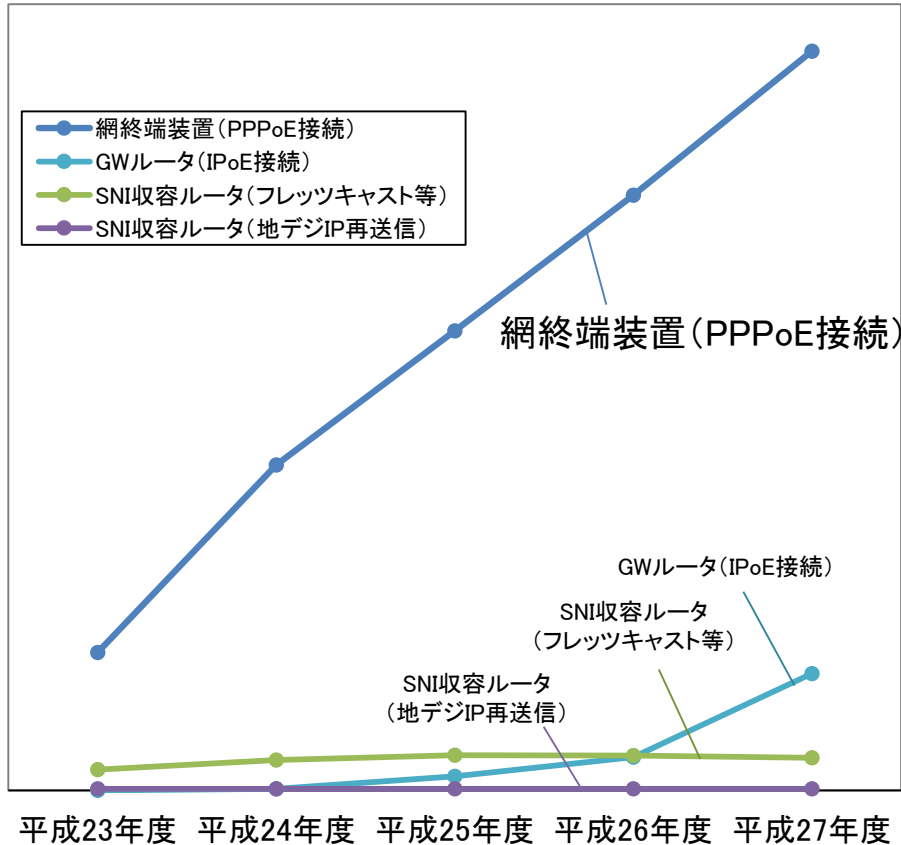 網終端装置(PPPoE接続)
GWルータ(IPoE接続)
SNI収容ルータ(フレッツキャスト等)
SNI収容ルータ(地デジIP再送信)
網終端装置(PPPoE接続)
GWルータ(IPoE接続)
SNI収容ルータ
(フレッツキャスト等)
SNI収容ルータ
(地デジIP再送信)
平成23年度 平成24年度 平成25年度 平成26年度 平成27年度